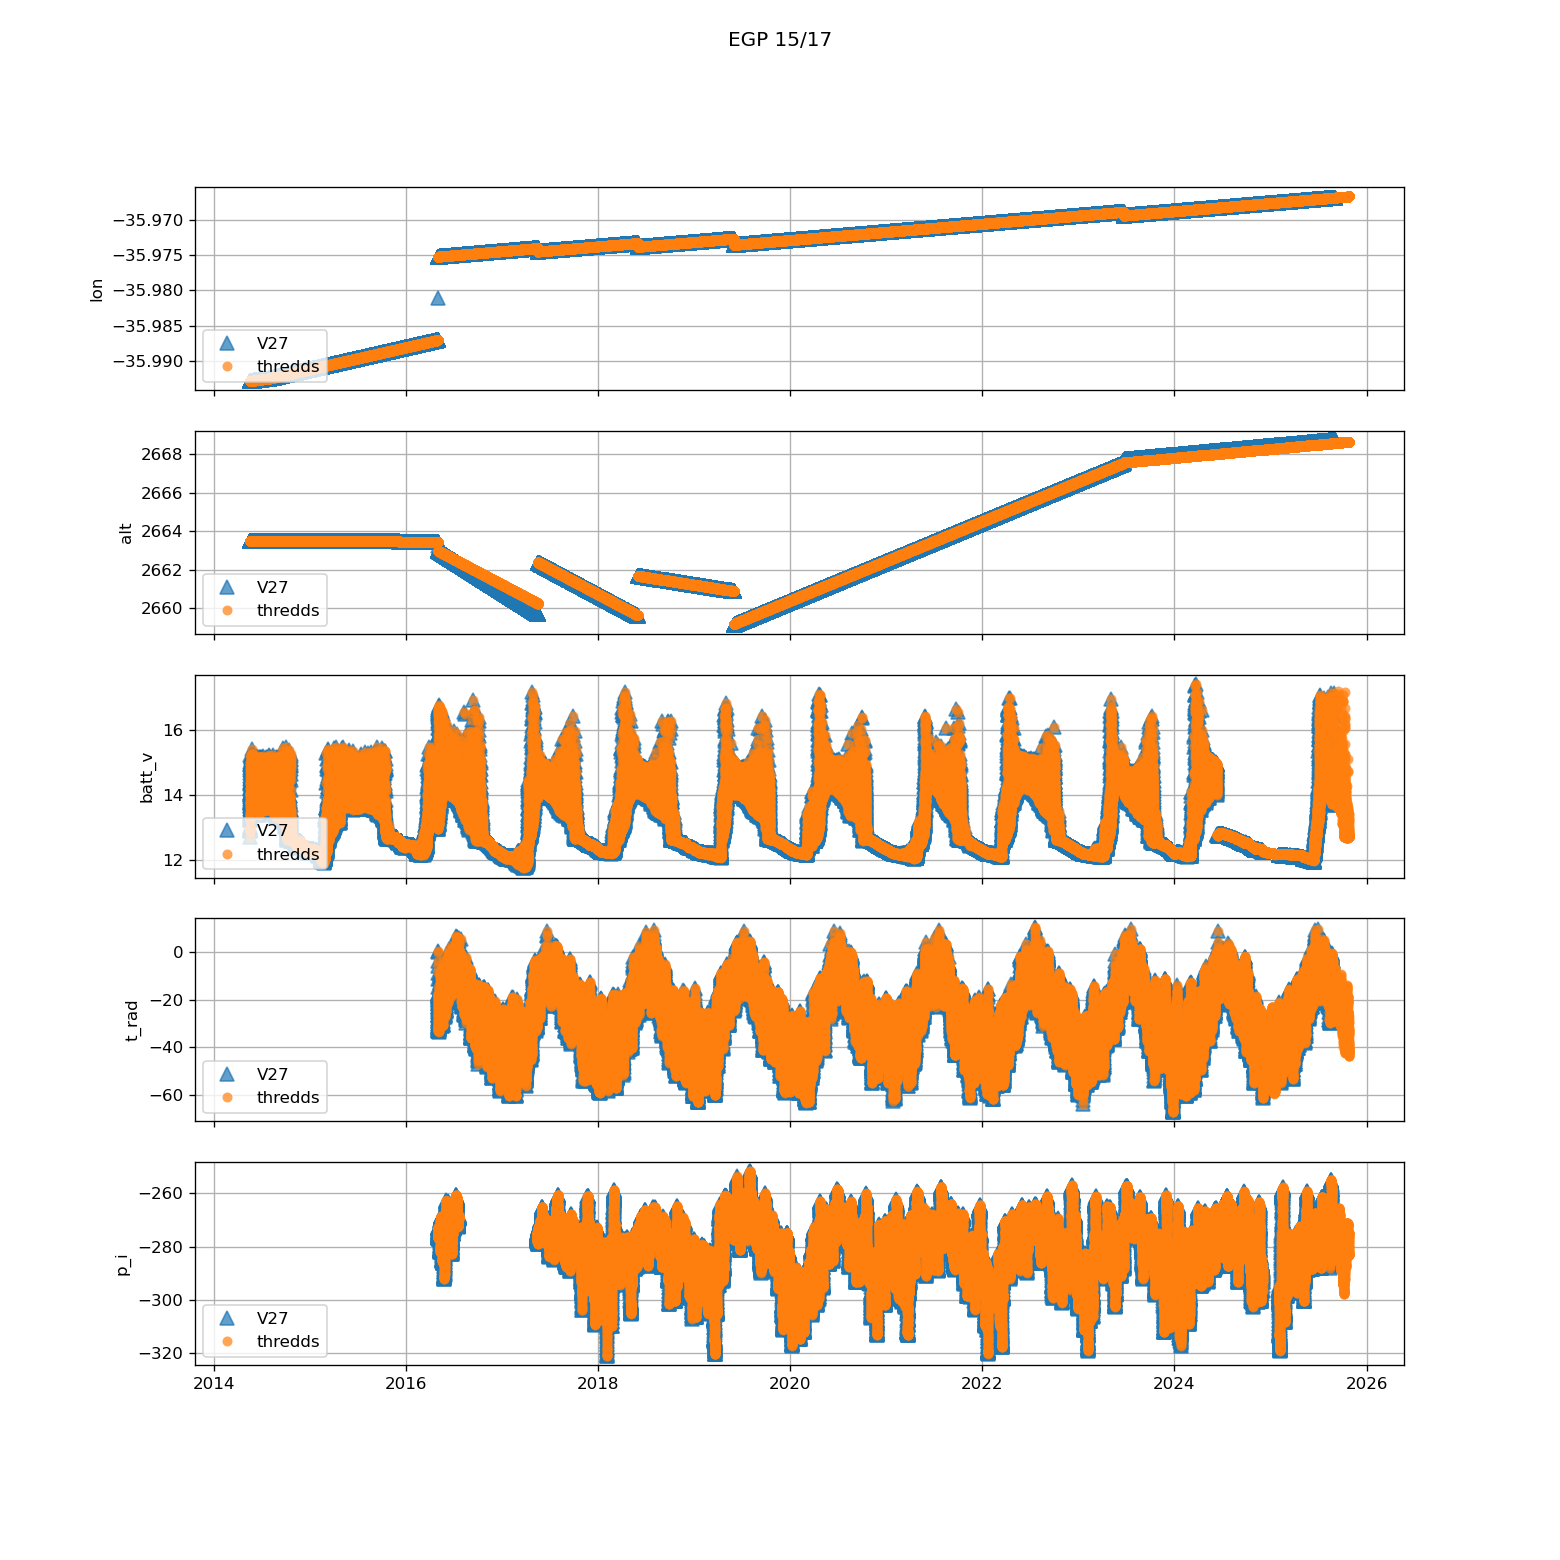 EGP 15/17
−35.970
−35.975
−35.980
−35.985
−35.990
lon
V27
thredds
2668
2666
2664
2662
2660
alt
V27
thredds
16
14
12
batt_v
V27
thredds
0
−20
−40
−60
t_rad
V27
thredds
−260
−280
−300
−320
p_i
V27
thredds
2014 2016 2018 2020 2022 2024 2026